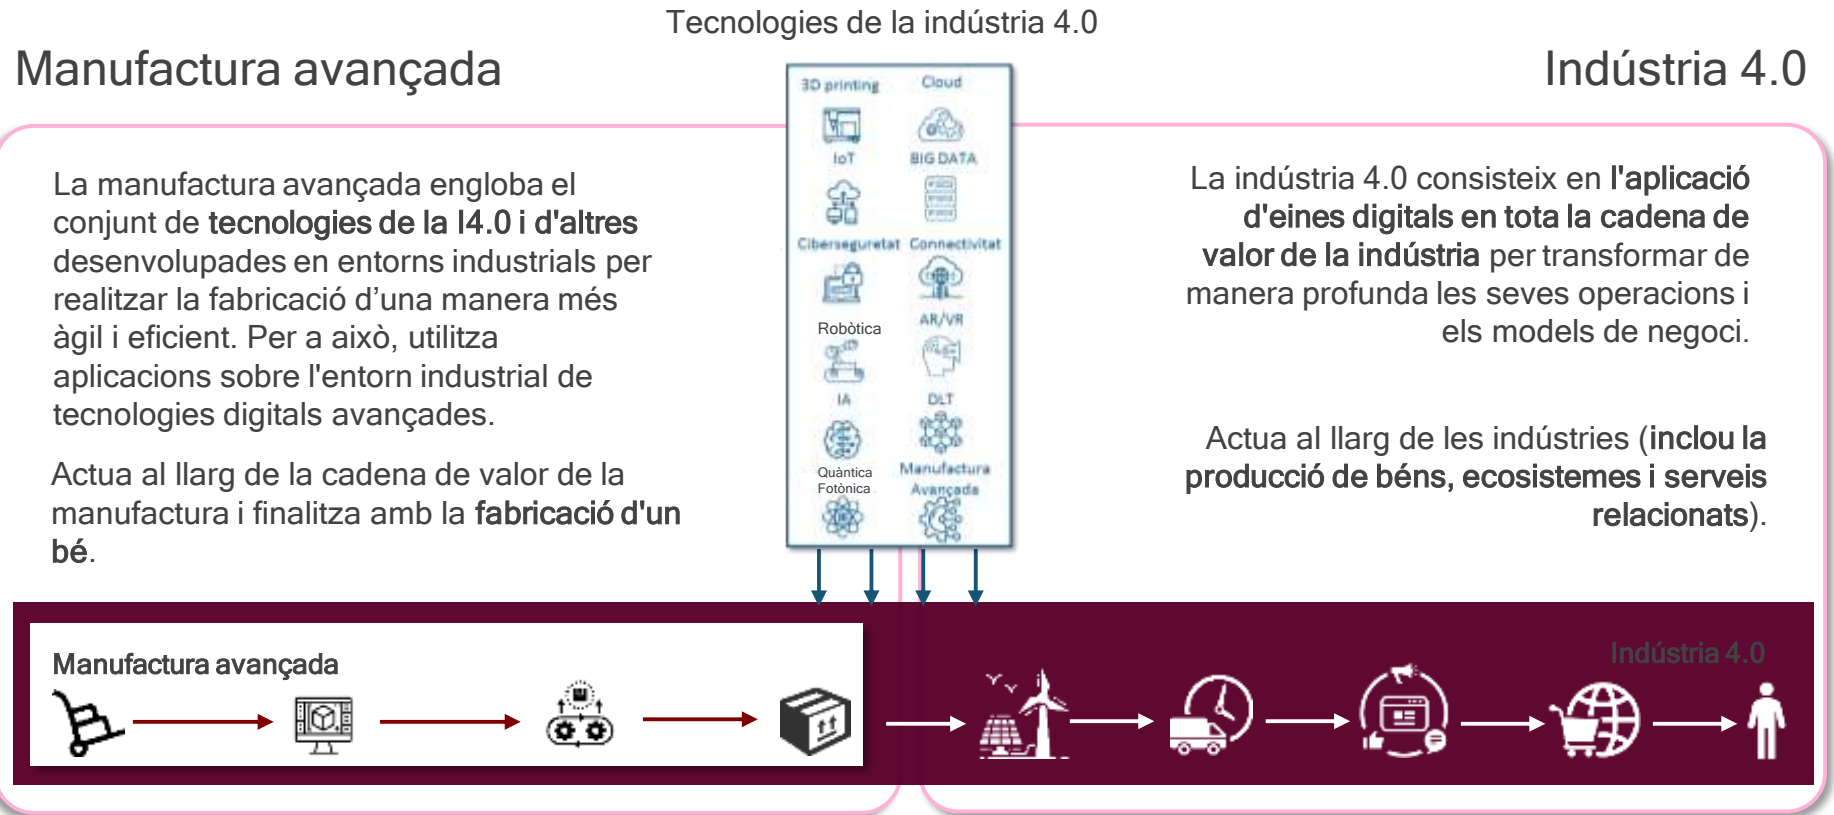 Tecnologies de la indústria 4.0
Manufactura avançada
Indústria 4.0
La manufactura avançada engloba el
conjunt de tecnologies de la I4.0 i d'altres
desenvolupades en entorns industrials per
realitzar la fabricació d’una manera més
àgil i eficient. Per a això, utilitza
aplicacions sobre l'entorn industrial de
tecnologies digitals avançades.
Actua al llarg de la cadena de valor de la
manufactura i finalitza amb la fabricació d'un
bé.
3D printing
Cloud
IoT
BIG DATA
Ciberseguretat
Connectivitat
Robòtica
AR/VR
IA
DLT
Quàntica
Fotònica
Manufactura
Avançada
La indústria 4.0 consisteix en l'aplicació
d'eines digitals en tota la cadena de
valor de la indústria per transformar de
manera profunda les seves operacions i
els models de negoci.
Actua al llarg de les indústries (inclou la
producció de béns, ecosistemes i serveis
relacionats).
Manufactura avançada
Indústria 4.0